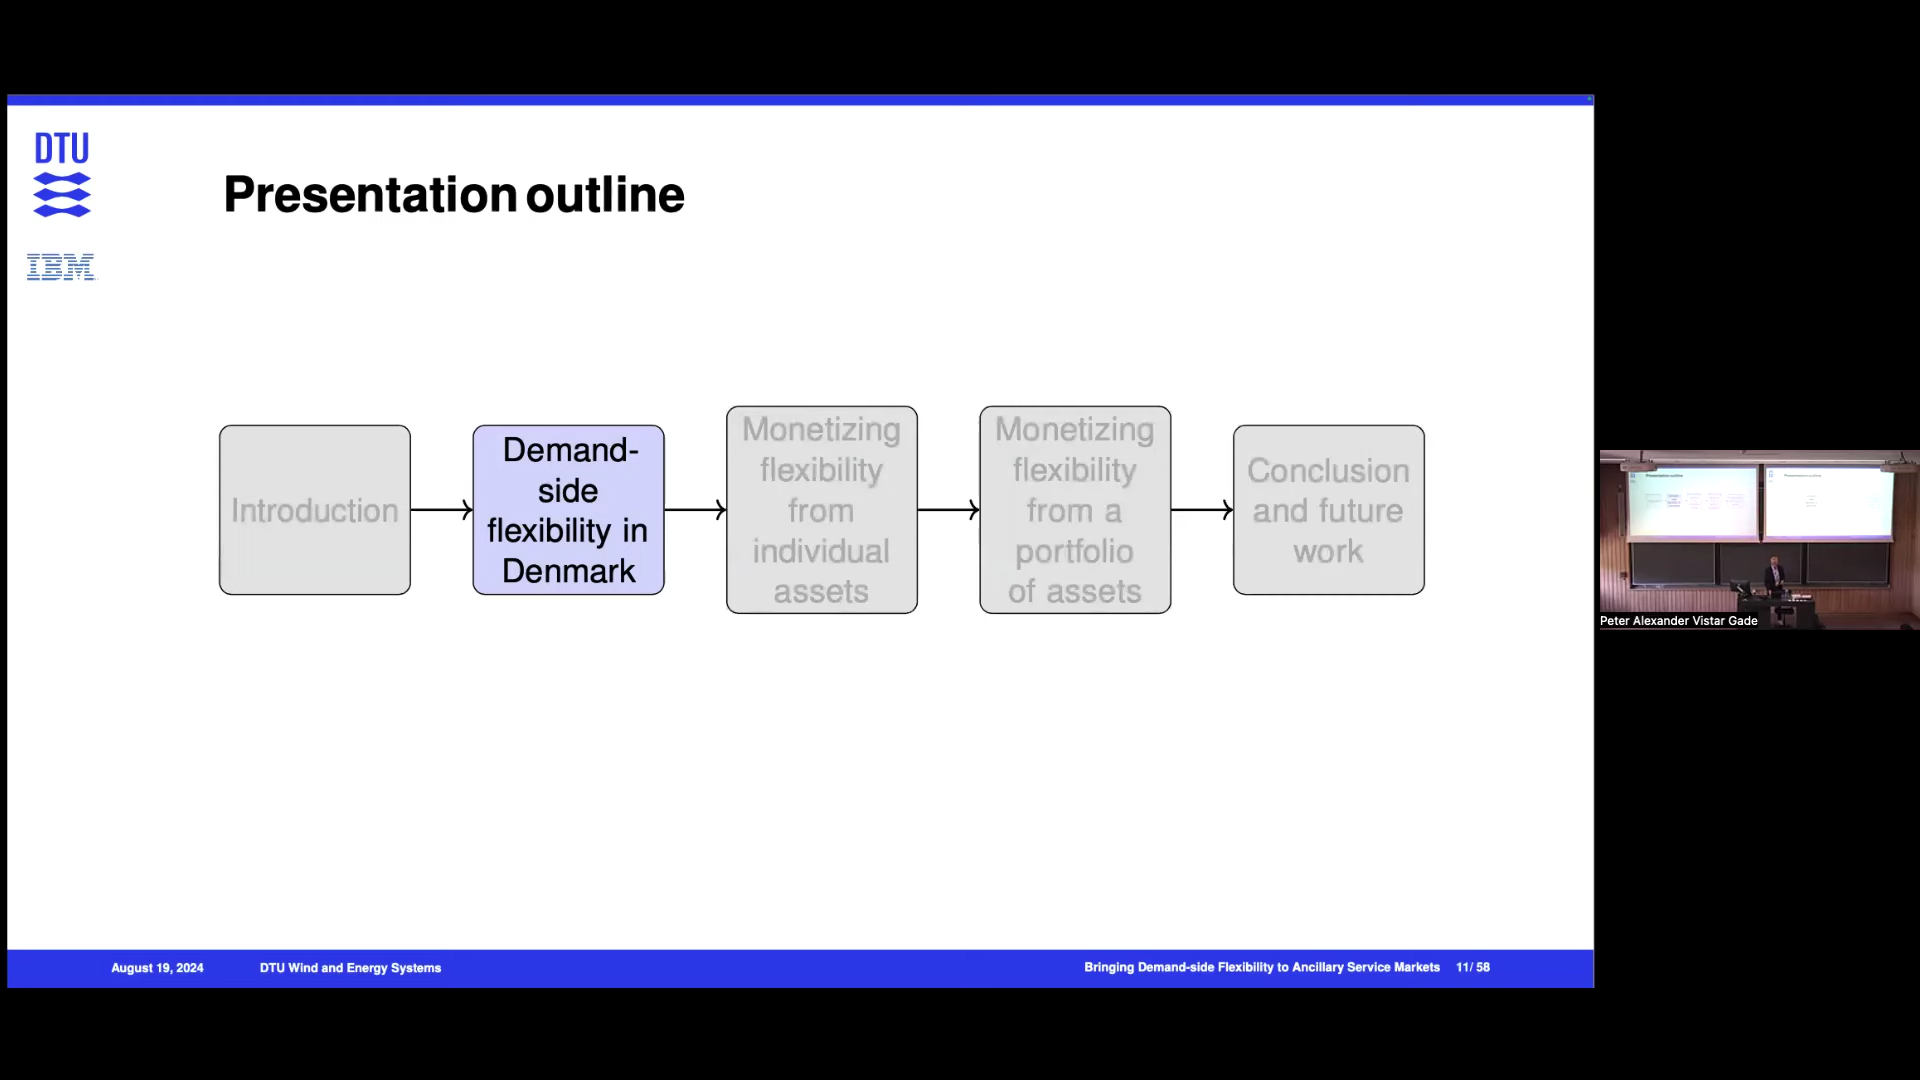 DTU
Presentation outline
IBM
Introduction
Demand-
side
flexibility in
Denmark
Monetizing
flexibility
from
individual
assets
Monetizing
flexibility
from a
portfolio
of assets
Conclusion
and future
work
Peter Alexander Vistar Gade
August 19, 2024
DTU Wind and Energy Systems
Bringing Demand-side Flexibility to Ancillary Service Markets
11/ 58